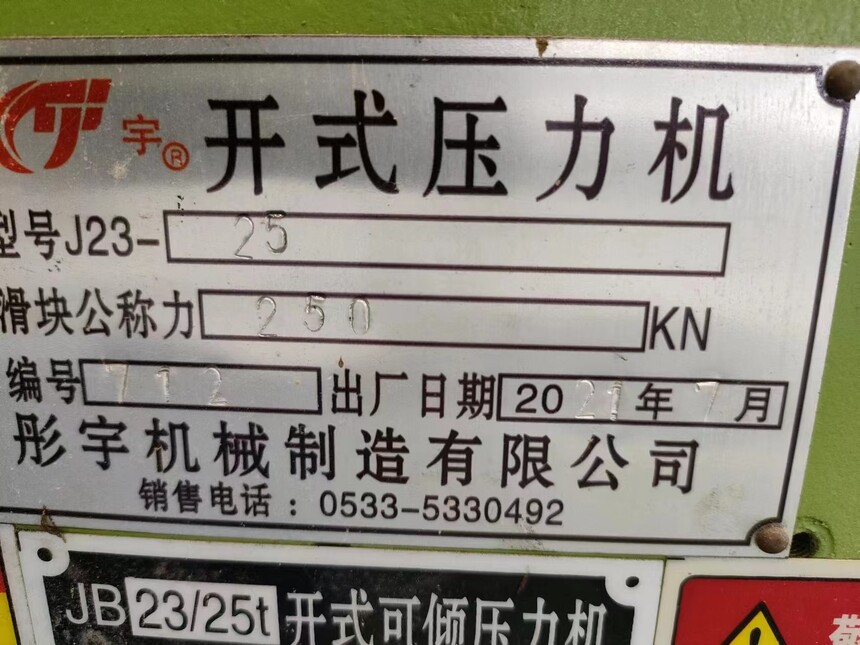 宇® 开式压力机
型号J23-25
滑块公称力 250 KN
编号 712 出厂日期 2021年7月
彤宇机械制造有限公司
销售电话：0533-5330492
JB 23/25t 开式可倾压力机